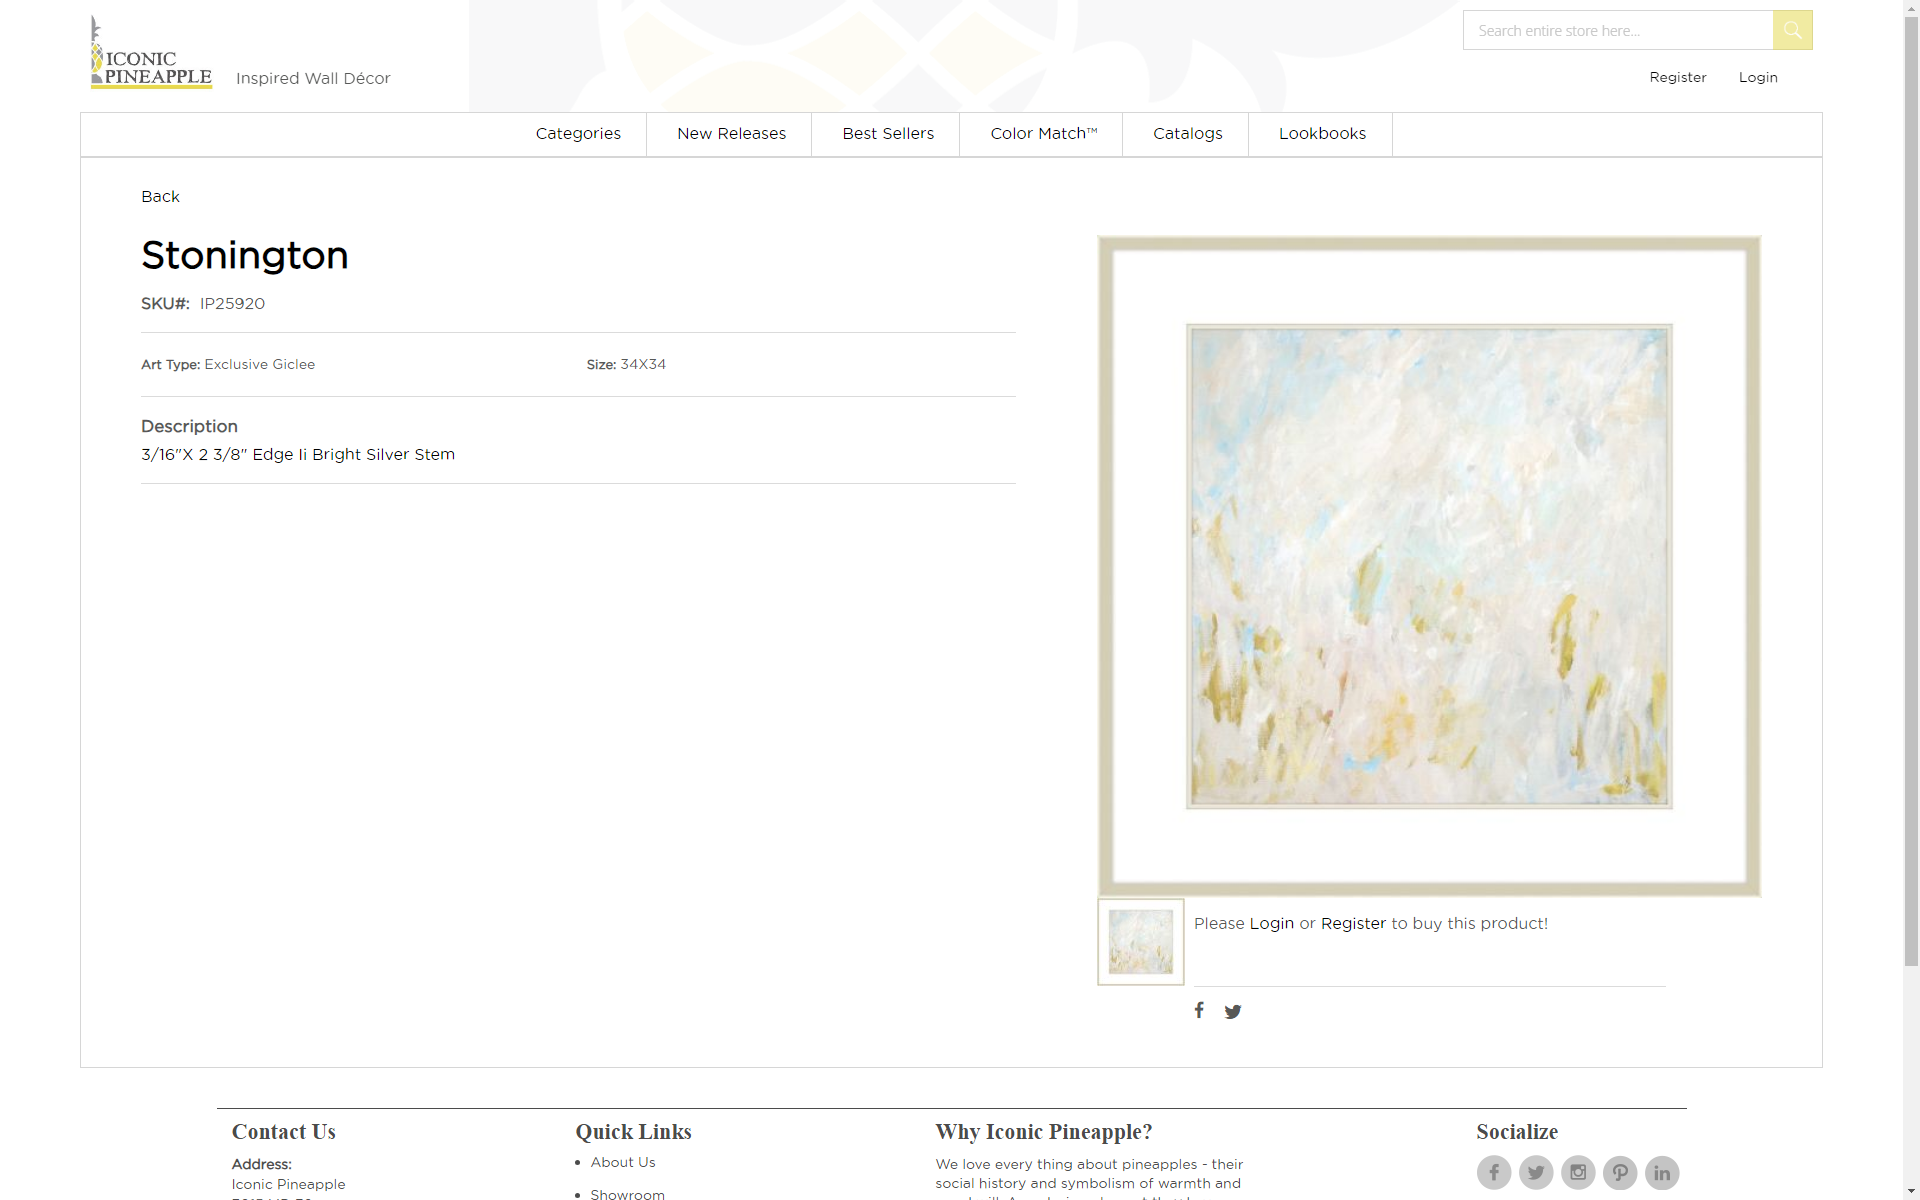 ICONIC
PINEAPPLE
Inspired Wall Décor
Search entire store here...
Register
Login
Categories
New Releases
Best Sellers
Color Match™
Catalogs
Lookbooks
Back
Stonington
SKU#: IP25920
Art Type: Exclusive Giclee
Size: 34X34
Description
3/16"X 2 3/8" Edge Ii Bright Silver Stem
Please Login or Register to buy this product!
Contact Us
Address:
Iconic Pineapple
Quick Links
• About Us
• Showroom
Why Iconic Pineapple?
We love every thing about pineapples - their
social history and symbolism of warmth and
Socialize